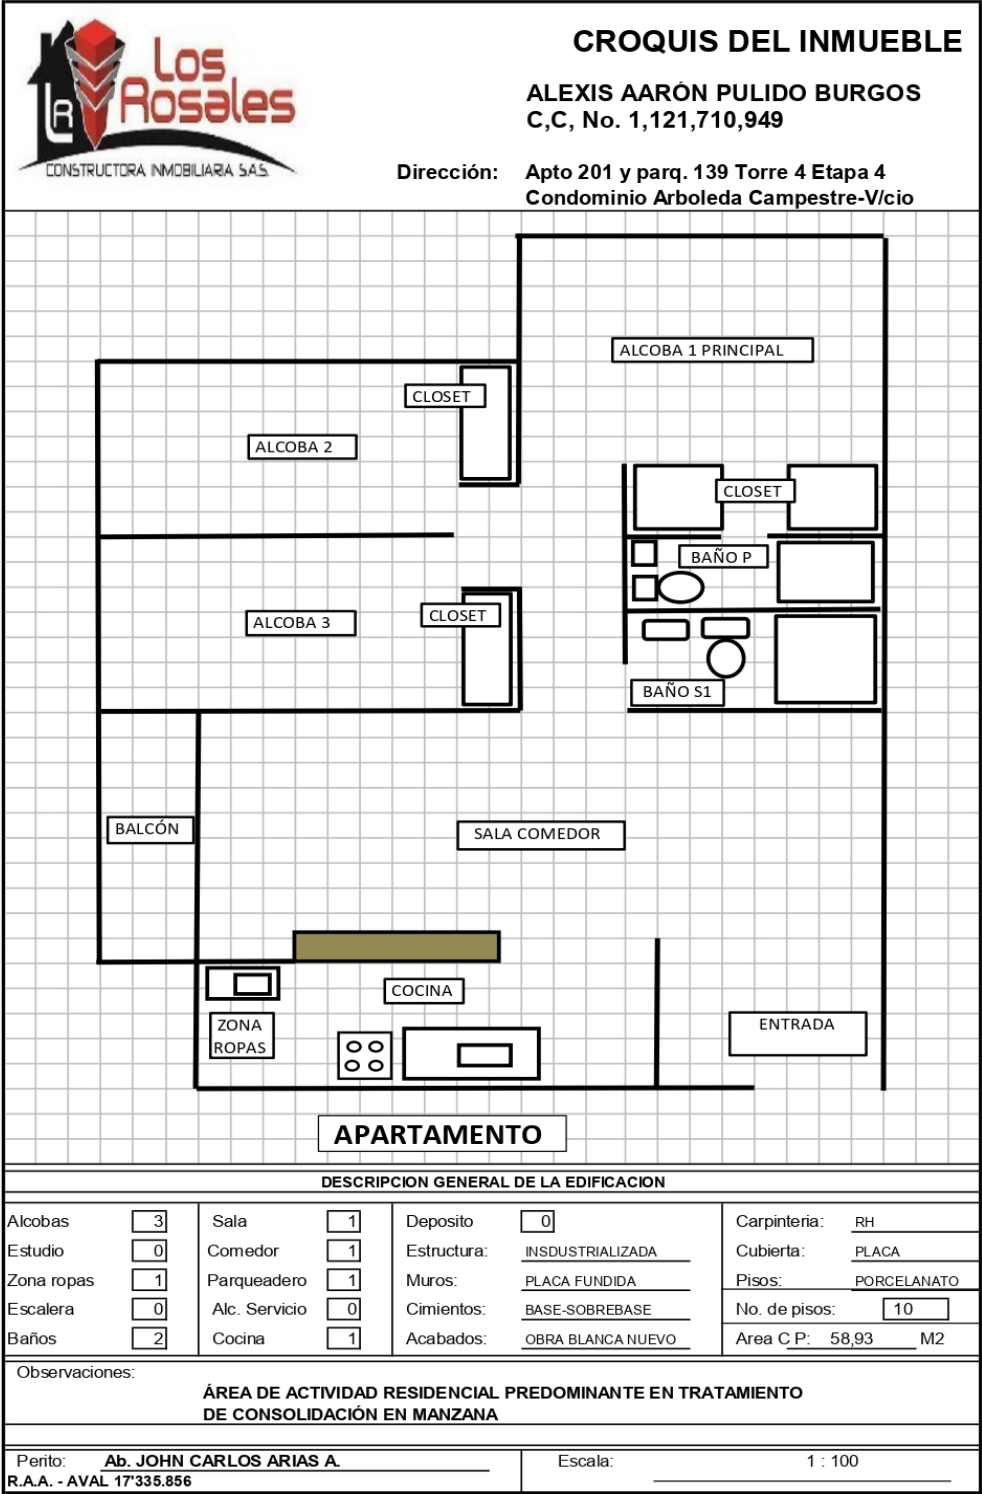 Los
Rosales
LR
CONSTRUCTORA INMOBILIARIA S.A.S.
CROQUIS DEL INMUEBLE
ALEXIS AARÓN PULIDO BURGOS
C,C, No. 1,121,710,949
Dirección: Apto 201 y parq. 139 Torre 4 Etapa 4
Condominio Arboleda Campestre-V/cio
ALCOBA 1 PRINCIPAL
CLOSET
ALCOBA 2
CLOSET
BAÑO P
CLOSET
ALCOBA 3
BAÑO S1
BALCÓN
SALA COMEDOR
COCINA
ZONA
ROPAS
ENTRADA
APARTAMENTO
DESCRIPCION GENERAL DE LA EDIFICACION
Alcobas 3 Sala 1 Deposito 0 Carpinteria: RH
Estudio 0 Comedor 1 Estructura: INSDUSTRIALIZADA Cubierta: PLACA
Zona ropas 1 Parqueadero 1 Muros: PLACA FUNDIDA Pisos: PORCELANATO
Escalera 0 Alc. Servicio 0 Cimientos: BASE-SOBREBASE No. de pisos: 10
Baños 2 Cocina 1 Acabados: OBRA BLANCA NUEVO Area C P: 58,93 M2
Observaciones:
ÁREA DE ACTIVIDAD RESIDENCIAL PREDOMINANTE EN TRATAMIENTO
DE CONSOLIDACIÓN EN MANZANA
Perito: Ab. JOHN CARLOS ARIAS A. Escala: 1 : 100
R.A.A. - AVAL 17'335.856